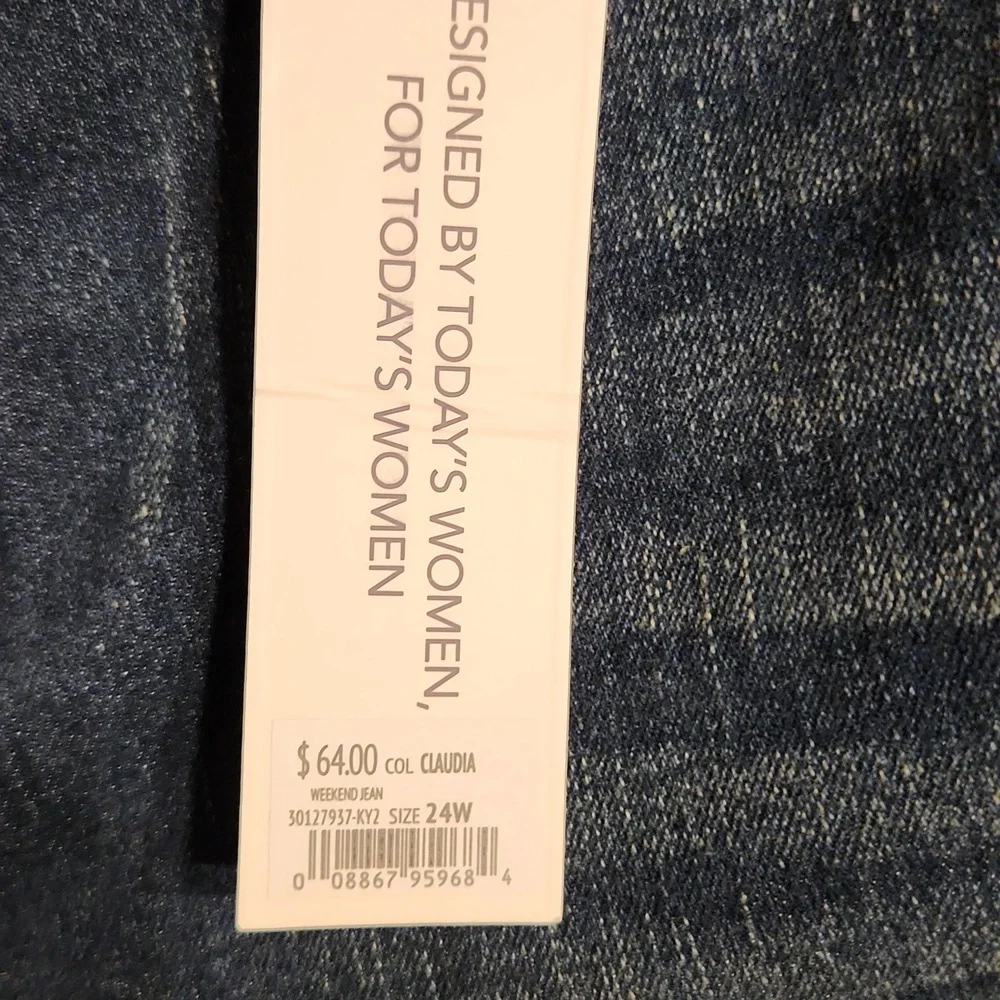 ESIGNED BY TODAY'S WOMEN,
FOR TODAY'S WOMEN
$ 64.00 COL CLAUDIA
WEEKEND JEAN
30127937-KY2 SIZE 24W
0 08867 95968 4